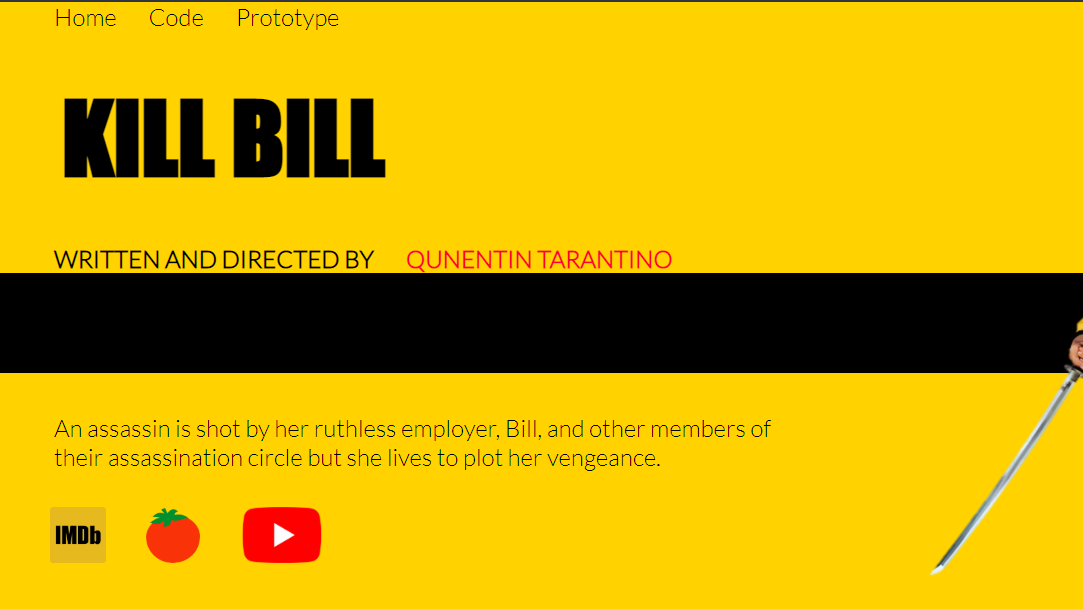 Home Code Prototype
KILL BILL
WRITTEN AND DIRECTED BY QUNENTIN TARANTINO
An assassin is shot by her ruthless employer, Bill, and other members of
their assassination circle but she lives to plot her vengeance.
IMDb